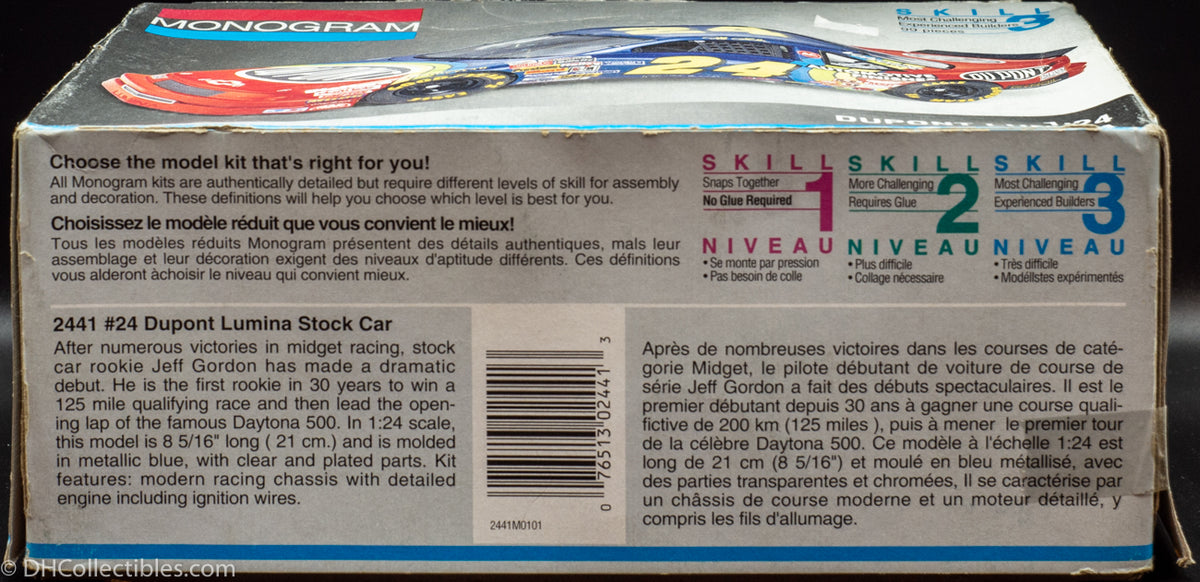 MONOGRAM
SKILL 3
Most Challenging
Experienced Builders
99 pieces
24
DUPONT
Choose the model kit that's right for you!
All Monogram kits are authentically detailed but require different levels of skill for assembly
and decoration. These definitions will help you choose which level is best for you.
Choisissez le modèle réduit que vous convient le mieux!
Tous les modèles réduits Monogram présentent des détails authentiques, mals leur
assemblage et leur décoration exigent des niveaux d'aptitude différents. Ces définitions
vous alderont àchoisir le niveau qui convient mieux.
SKILL 1
Snaps Together
No Glue Required
NIVEAU
• Se monte par pression
• Pas besoin de colle
SKILL 2
More Challenging
Requires Glue
NIVEAU
• Plus difficile
• Collage nécessaire
SKILL 3
Most Challenging
Experienced Builders
NIVEAU
• Très difficile
• Modélistes expérimentés
2441 #24 Dupont Lumina Stock Car
After numerous victories in midget racing, stock
car rookie Jeff Gordon has made a dramatic
debut. He is the first rookie in 30 years to win a
125 mile qualifying race and then lead the open-
ing lap of the famous Daytona 500. In 1:24 scale,
this model is 8 5/16" long ( 21 cm.) and is molded
in metallic blue, with clear and plated parts. Kit
features: modern racing chassis with detailed
engine including ignition wires.
0 76513 02441 3
2441M0101
Après de nombreuses victoires dans les courses de caté-
gorie Midget, le pilote débutant de voiture de course de
série Jeff Gordon a fait des débuts spectaculaires. Il est le
premier débutant depuis 30 ans à gagner une course quali-
fictive de 200 km (125 miles ), puis à mener le premier tour
de la célèbre Daytona 500. Ce modèle à l'échelle 1:24 est
long de 21 cm (8 5/16") et moulé en bleu métallisé, avec
des parties transparentes et chromées, Il se caractérise par
un châssis de course moderne et un moteur détaillé, y
compris les fils d'allumage.
© DHCollectibles.com